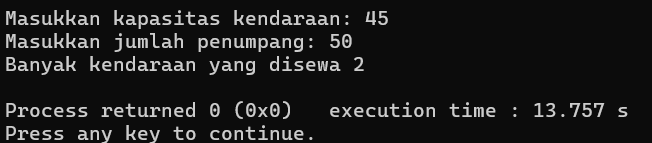 Masukkan kapasitas kendaraan: 45
Masukkan jumlah penumpang: 50
Banyak kendaraan yang disewa 2
Process returned 0 (0x0)   execution time : 13.757 s
Press any key to continue.